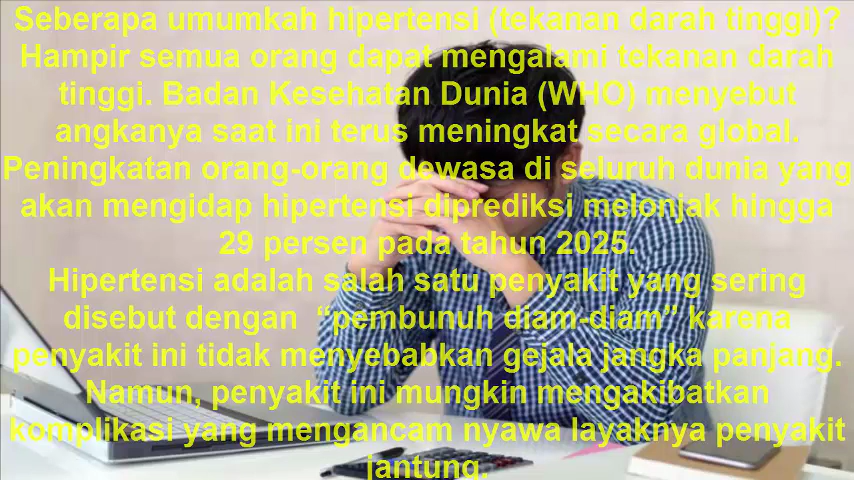 Seberapa umumkah hipertensi (tekanan darah tinggi)?
Hampir semua orang dapat mengalami tekanan darah
tinggi. Badan Kesehatan Dunia (WHO) menyebut
angkanya saat ini terus meningkat secara global.
Peningkatan orang-orang dewasa di seluruh dunia yang
akan mengidap hipertensi diprediksi melonjak hingga
29 persen pada tahun 2025.
Hipertensi adalah salah satu penyakit yang sering
disebut dengan  “pembunuh diam-diam” karena
penyakit ini tidak menyebabkan gejala jangka panjang.
Namun, penyakit ini mungkin mengakibatkan
komplikasi yang mengancam nyawa layaknya penyakit
jantung.